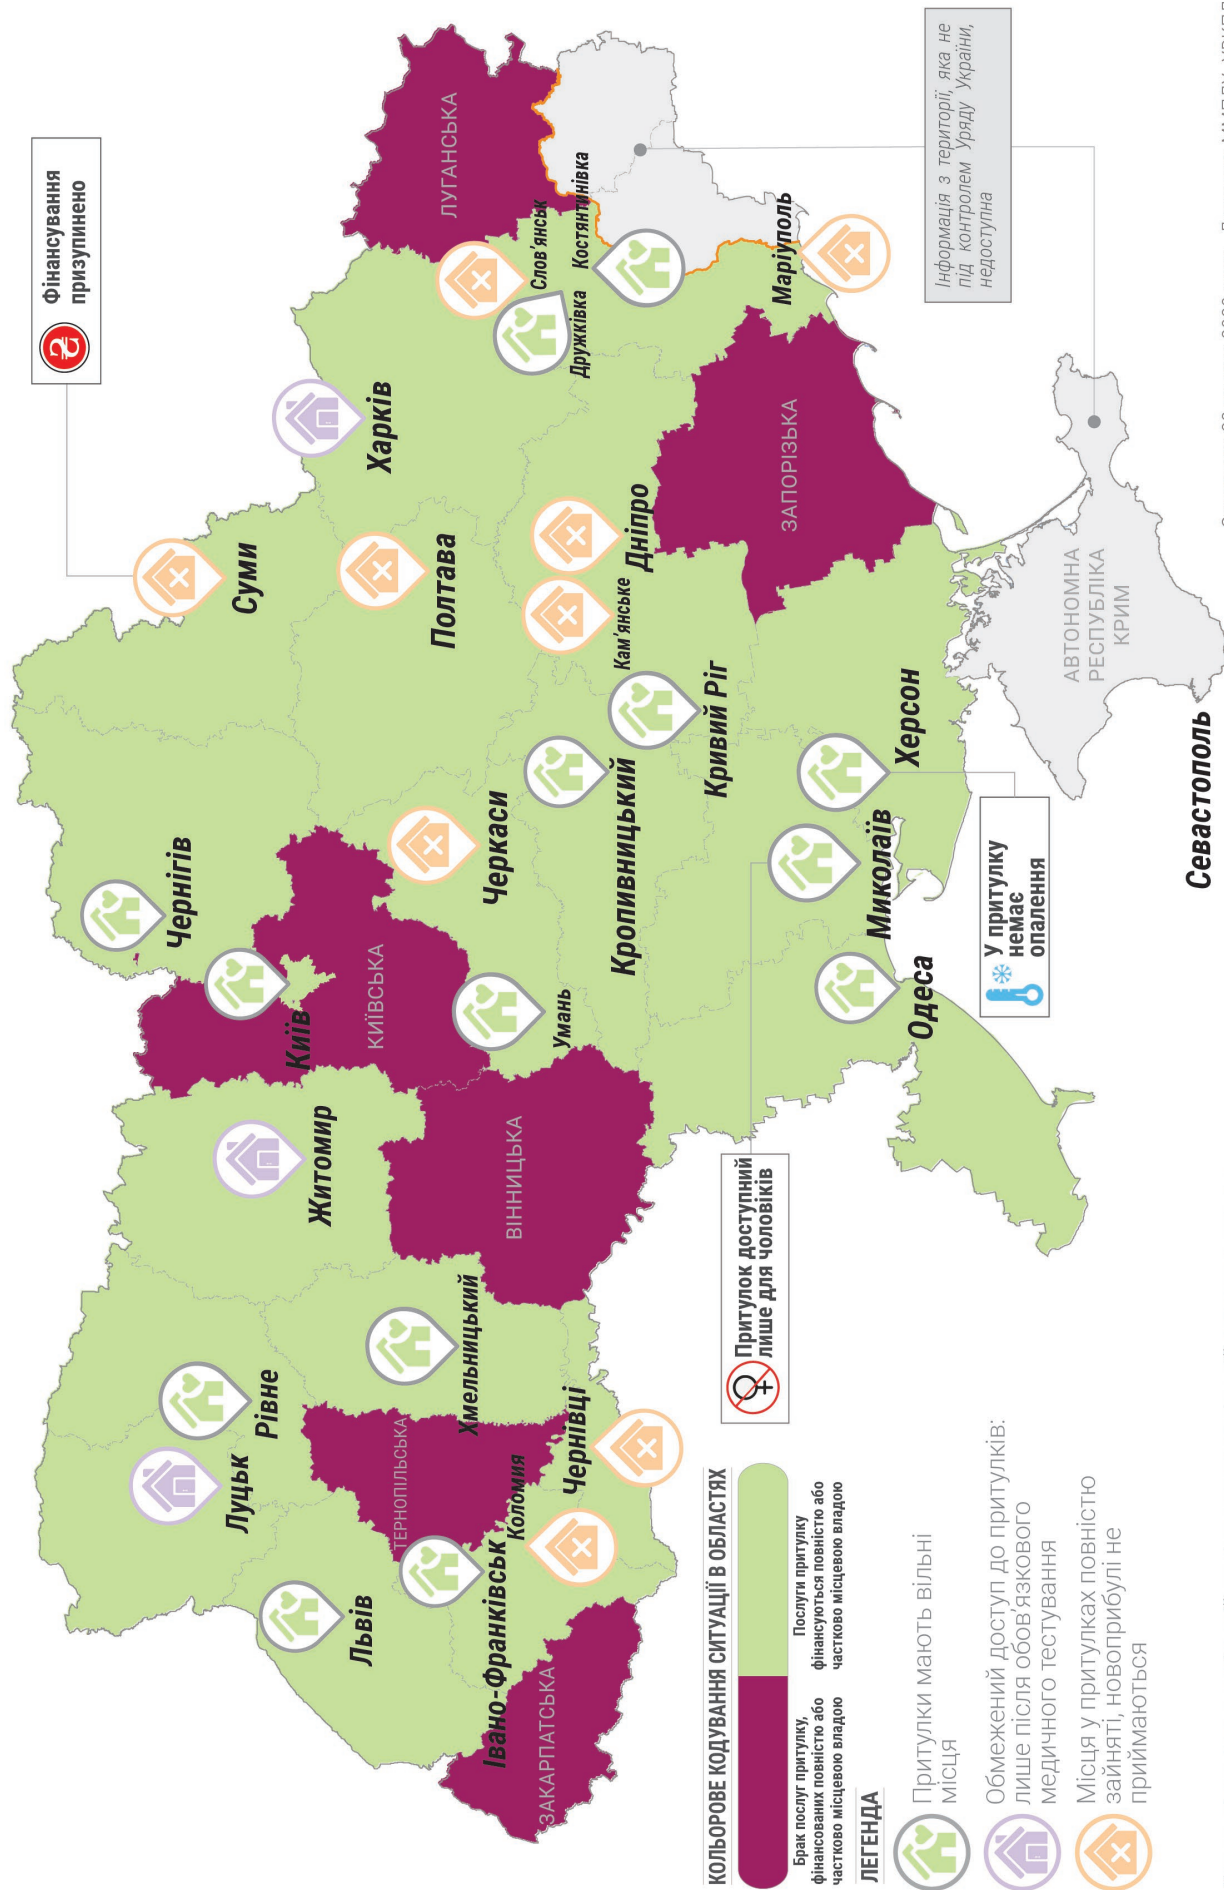 Фінансування
призупинено
ЛУГАНСЬКА
Слов'янськ
Костянтинівка
Дружківка
Маріуполь
Харків
Суми
Полтава
Кам'янське
Дніпро
ЗАПОРІЗЬКА
Інформація з території, яка не
під контролем Уряду України,
недоступна
Чернігів
Київ
КИЇВСЬКА
Черкаси
Умань
Кропивницький
Кривий Ріг
Миколаїв
Херсон
Одеса
АВТОНОМНА
РЕСПУБЛІКА
КРИМ
Севастополь
У притулку
немає
опалення
Житомир
ВІННИЦЬКА
Притулок доступний
лише для чоловіків
Луцьк
Рівне
Хмельницький
ТЕРНОПІЛЬСЬКА
Львів
Івано-Франківськ
Коломия
Чернівці
ЗАКАРПАТСЬКА
КОЛЬОРОВЕ КОДУВАННЯ СИТУАЦІЇ В ОБЛАСТЯХ
Брак послуг притулку,
фінансованих повністю або
частково місцевою владою
Послуги притулку
фінансуються повністю або
частково місцевою владою
ЛЕГЕНДА
Притулки мають вільні
місця
Обмежений доступ до притулків:
лише після обов'язкового
медичного тестування
Місця у притулках повністю
зайняті, новоприбулі не
приймаються